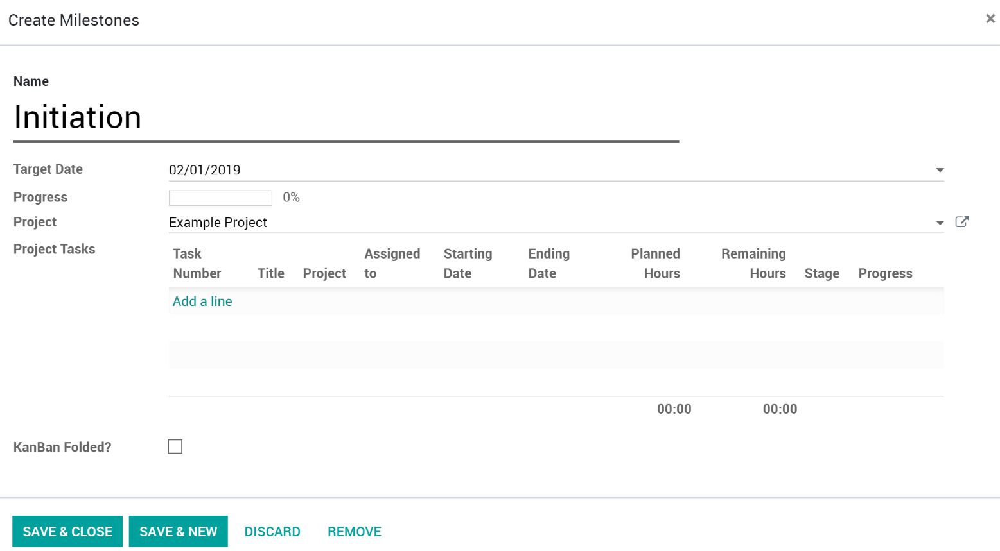 Create Milestones ×
Name
Initiation
Target Date 02/01/2019
Progress 0%
Project Example Project
Project Tasks
Task Number Title Project Assigned to Starting Date Ending Date Planned Hours Remaining Hours Stage Progress
Add a line
00:00 00:00
KanBan Folded?
SAVE & CLOSE SAVE & NEW DISCARD REMOVE